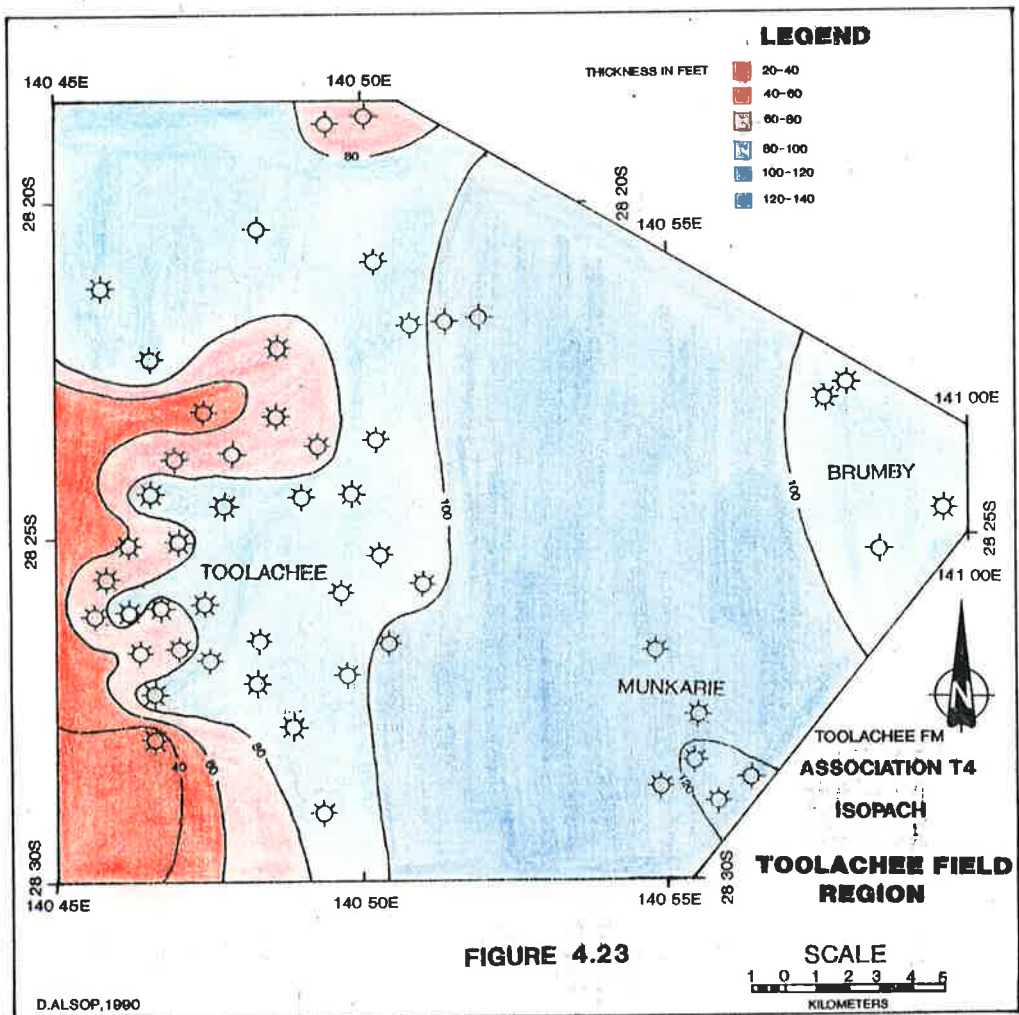 LEGEND
THICKNESS IN FEET
20-40
40-60
60-80
80-100
100-120
120-140
140 45E
140 50E
80
28 20S
28 20S
140 55E
141 00E
100
100
BRUMBY
28 25S
28 25S
141 00E
TOOLACHEE
MUNKARIE
N
TOOLACHEE FM
ASSOCIATION T4
ISOPACH
TOOLACHEE FIELD
REGION
40
80
28 30S
28 30S
140 45E
140 50E
140 55E
FIGURE 4.23
SCALE
1 0 1 2 3 4 5
KILOMETERS
D.ALSOP,1990